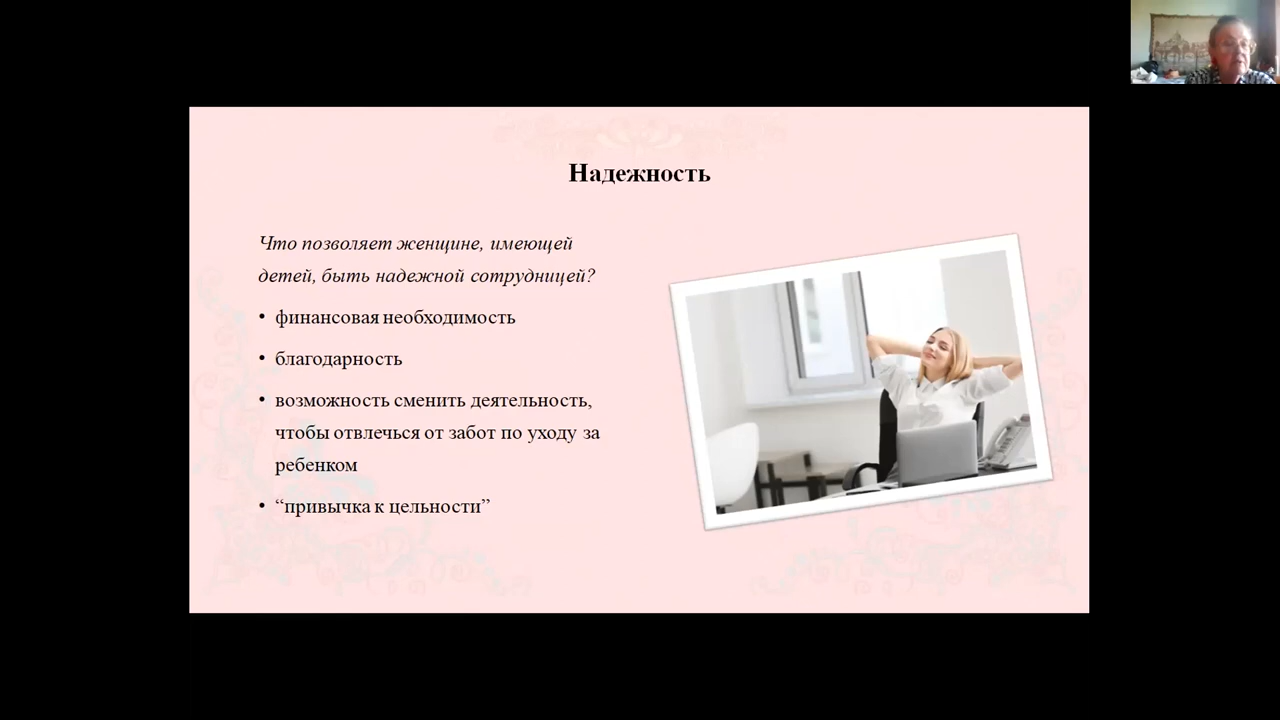 Надежность
Что позволяет женщине, имеющей
детей, быть надежной сотрудницей?
• финансовая необходимость
• благодарность
• возможность сменить деятельность,
чтобы отвлечься от забот по уходу за
ребенком
• “привычка к цельности”